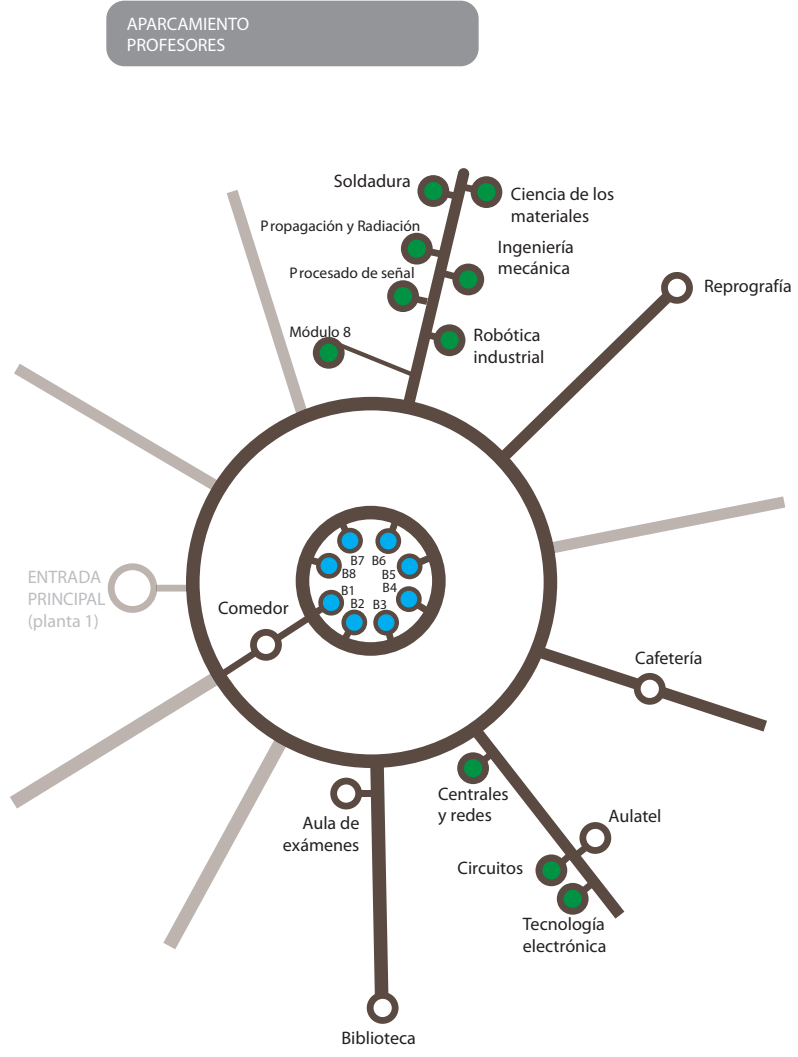 APARCAMIENTO
PROFESORES
Soldadura
Ciencia de los
materiales
Propagación y Radiación
Ingeniería
mecánica
Procesado de señal
Reprografía
Módulo 8
Robótica
industrial
B7
B6
B8
B5
B1
B4
B2
B3
ENTRADA
PRINCIPAL
(planta 1)
Comedor
Cafetería
Centrales
y redes
Aula de
exámenes
Aulatel
Circuitos
Tecnología
electrónica
Biblioteca